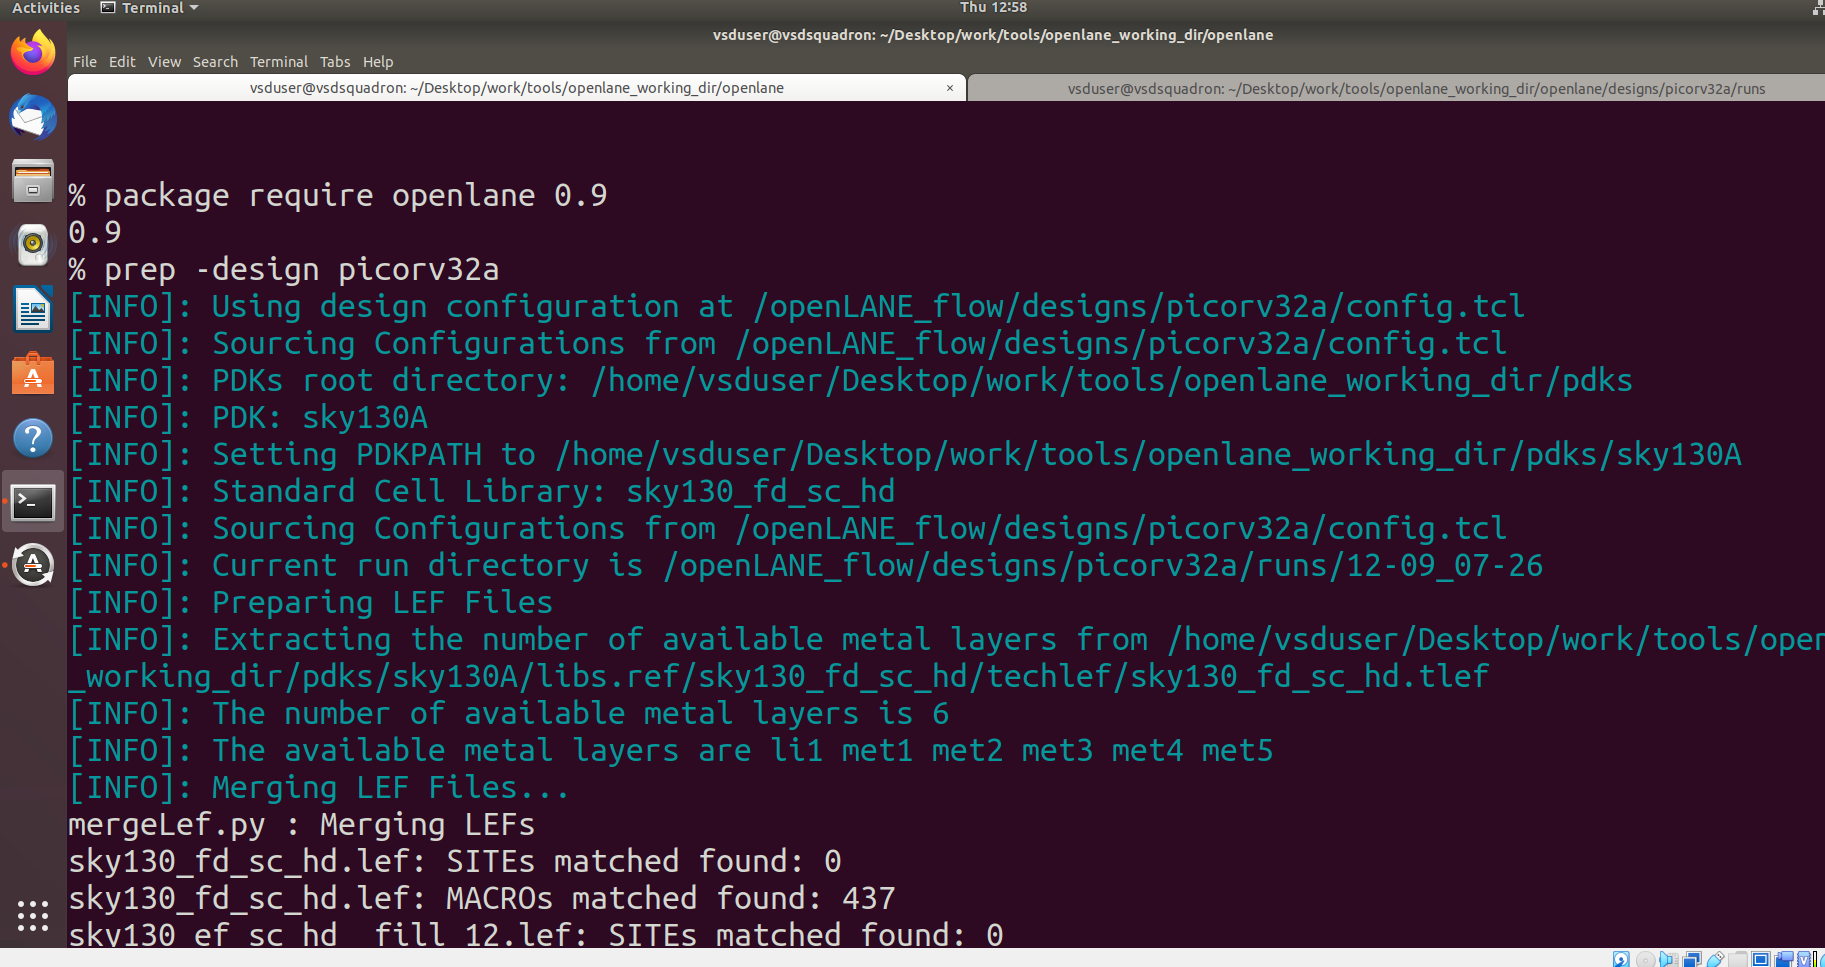 Activities Terminal Thu 12:58
vsduser@vsdsquadron: ~/Desktop/work/tools/openlane_working_dir/openlane
File Edit View Search Terminal Tabs Help
vsduser@vsdsquadron: ~/Desktop/work/tools/openlane_working_dir/openlane × vsduser@vsdsquadron: ~/Desktop/work/tools/openlane_working_dir/openlane/designs/picorv32a/runs
% package require openlane 0.9
0.9
% prep -design picorv32a
[INFO]: Using design configuration at /openLANE_flow/designs/picorv32a/config.tcl
[INFO]: Sourcing Configurations from /openLANE_flow/designs/picorv32a/config.tcl
[INFO]: PDKs root directory: /home/vsduser/Desktop/work/tools/openlane_working_dir/pdks
[INFO]: PDK: sky130A
[INFO]: Setting PDKPATH to /home/vsduser/Desktop/work/tools/openlane_working_dir/pdks/sky130A
[INFO]: Standard Cell Library: sky130_fd_sc_hd
[INFO]: Sourcing Configurations from /openLANE_flow/designs/picorv32a/config.tcl
[INFO]: Current run directory is /openLANE_flow/designs/picorv32a/runs/12-09_07-26
[INFO]: Preparing LEF Files
[INFO]: Extracting the number of available metal layers from /home/vsduser/Desktop/work/tools/open
_working_dir/pdks/sky130A/libs.ref/sky130_fd_sc_hd/techlef/sky130_fd_sc_hd.tlef
[INFO]: The number of available metal layers is 6
[INFO]: The available metal layers are li1 met1 met2 met3 met4 met5
[INFO]: Merging LEF Files...
mergeLef.py : Merging LEFs
sky130_fd_sc_hd.lef: SITEs matched found: 0
sky130_fd_sc_hd.lef: MACROs matched found: 437
sky130_ef_sc_hd__fill_12.lef: SITEs matched found: 0